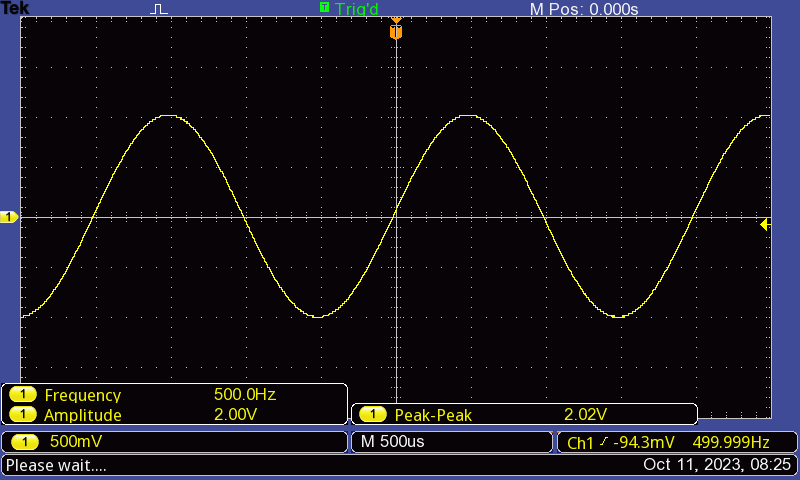 Tek T Trig'd M Pos: 0.000s
T
1
1 Frequency 500.0Hz
1 Amplitude 2.00V 1 Peak-Peak 2.02V
1 500mV M 500us Ch1 -94.3mV 499.999Hz
Please wait.... Oct 11, 2023, 08:25